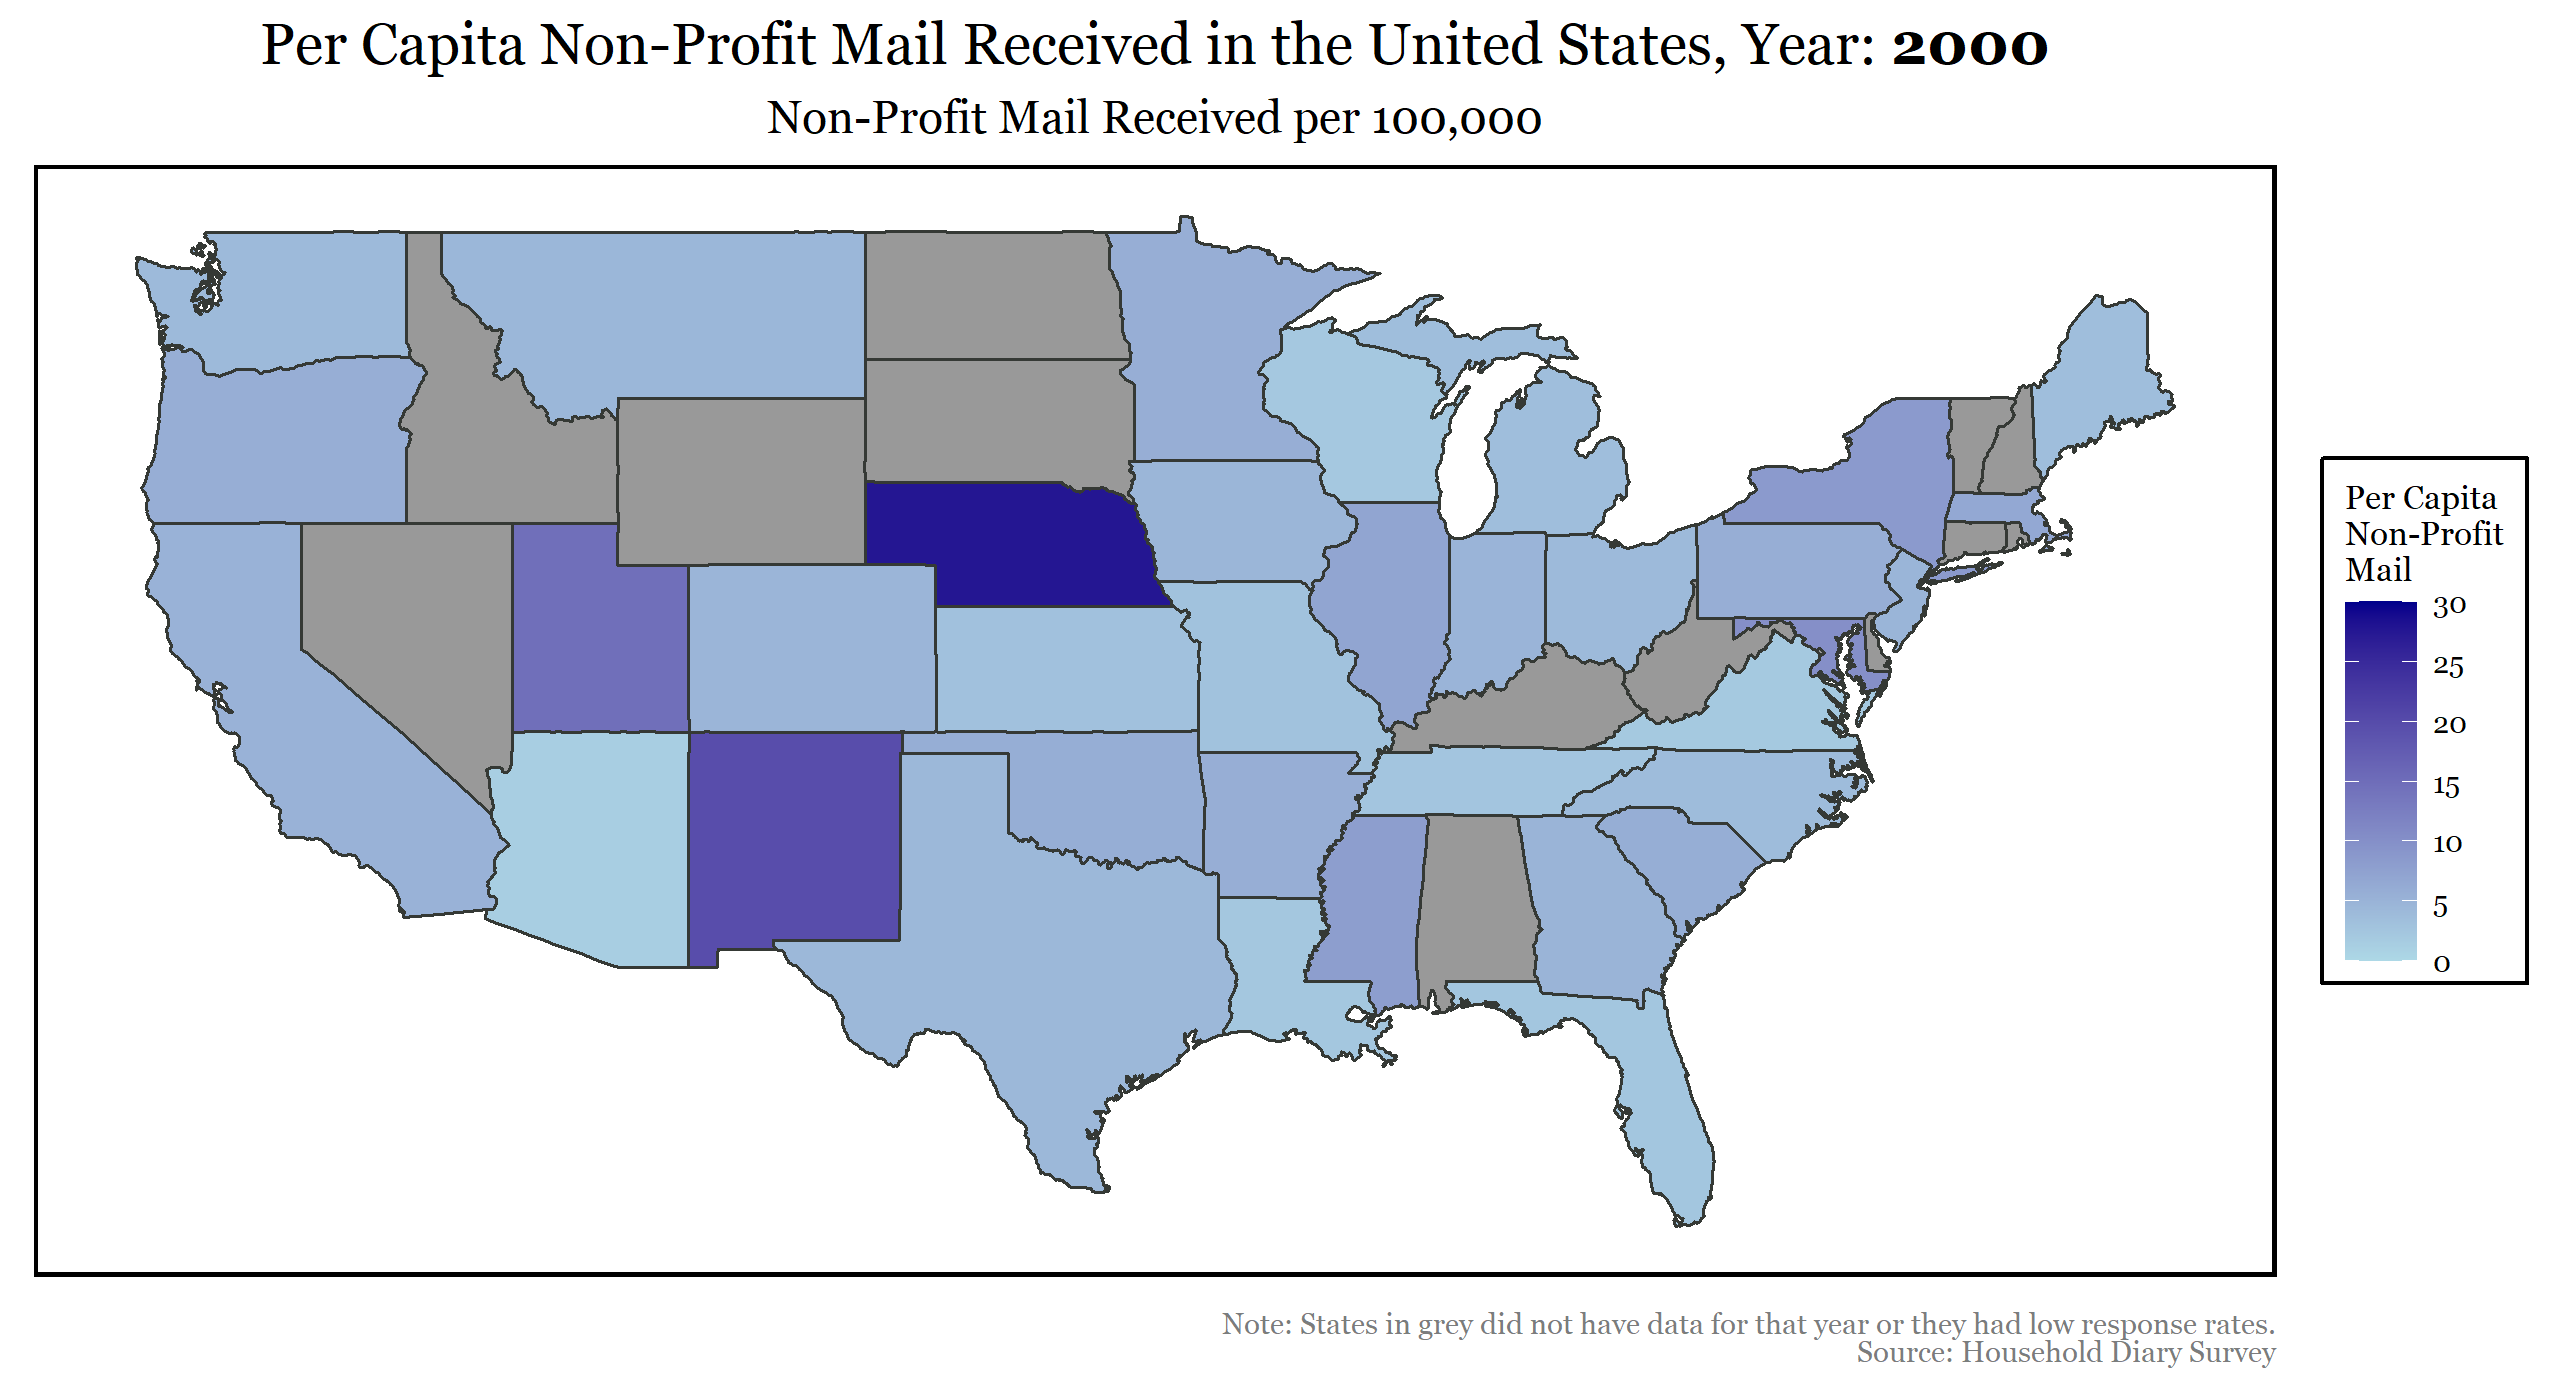 Per Capita Non-Profit Mail Received in the United States, Year: 2000
Non-Profit Mail Received per 100,000
Per Capita
Non-Profit
Mail
30
25
20
15
10
5
0
Note: States in grey did not have data for that year or they had low response rates.
Source: Household Diary Survey